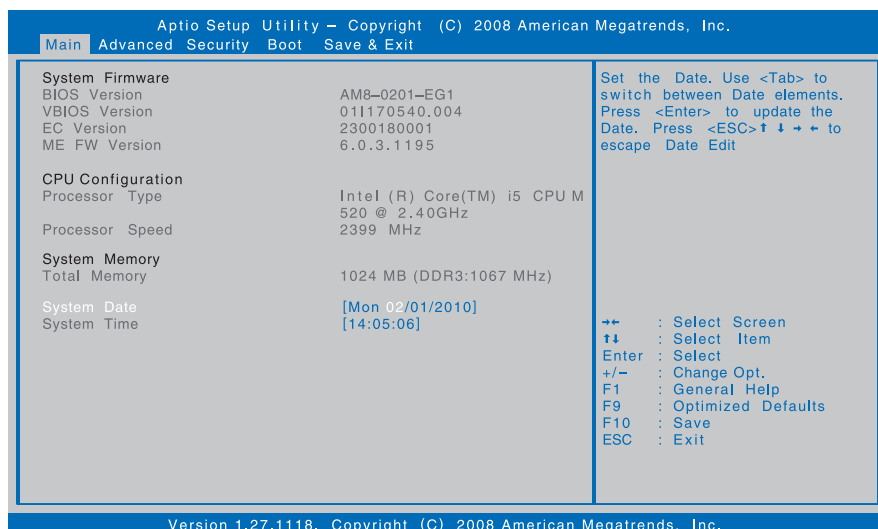 Aptio Setup Utility – Copyright (C) 2008 American Megatrends, Inc.
Main Advanced Security Boot Save & Exit
System Firmware
BIOS Version AM8–0201–EG1
VBIOS Version 01I170540.004
EC Version 2300180001
ME FW Version 6.0.3.1195
CPU Configuration
Processor Type Intel (R) Core(TM) i5 CPU M
520 @ 2.40GHz
Processor Speed 2399 MHz
System Memory
Total Memory 1024 MB (DDR3:1067 MHz)
System Date [Mon 02/01/2010]
System Time [14:05:06]
Set the Date. Use <Tab> to
switch between Date elements.
Press <Enter> to update the
Date. Press <ESC>↑ ↓ → ← to
escape Date Edit
→← : Select Screen
↑↓ : Select Item
Enter : Select
+/– : Change Opt.
F1 : General Help
F9 : Optimized Defaults
F10 : Save
ESC : Exit
Version 1.27.1118. Copyright (C) 2008 American Megatrends, Inc.